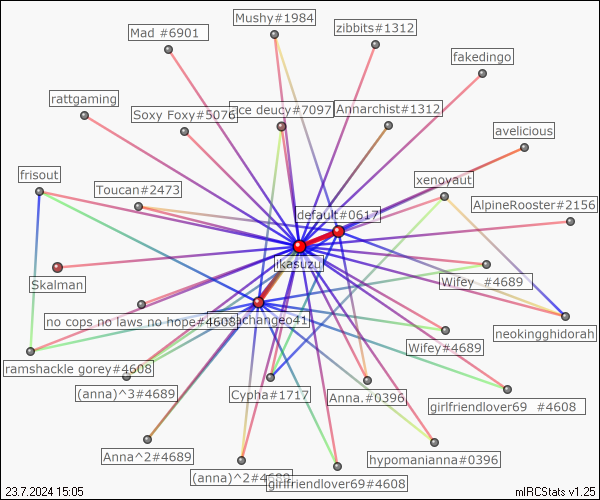 Mushy#1984
zibbits#1312
Mad #6901
fakedingo
rattgaming
Soxy Foxy#5076
ce deucy#7097
Annarchist#1312
avelicious
frisout
Toucan#2473
xenoyaut
AlpineRooster#2156
default#0617
ikasuzu
Skalman
Wifey #4689
no cops no laws no hope#4608
achangeo41
neokingghidorah
Wifey#4689
ramshackle gorey#4608
(anna)^3#4689
Cypha#1717
Anna.#0396
girlfriendlover69 #4608
Anna^2#4689
hypomanianna#0396
(anna)^2#4689
girlfriendlover69#4608
23.7.2024 15:05
mIRCStats v1.25